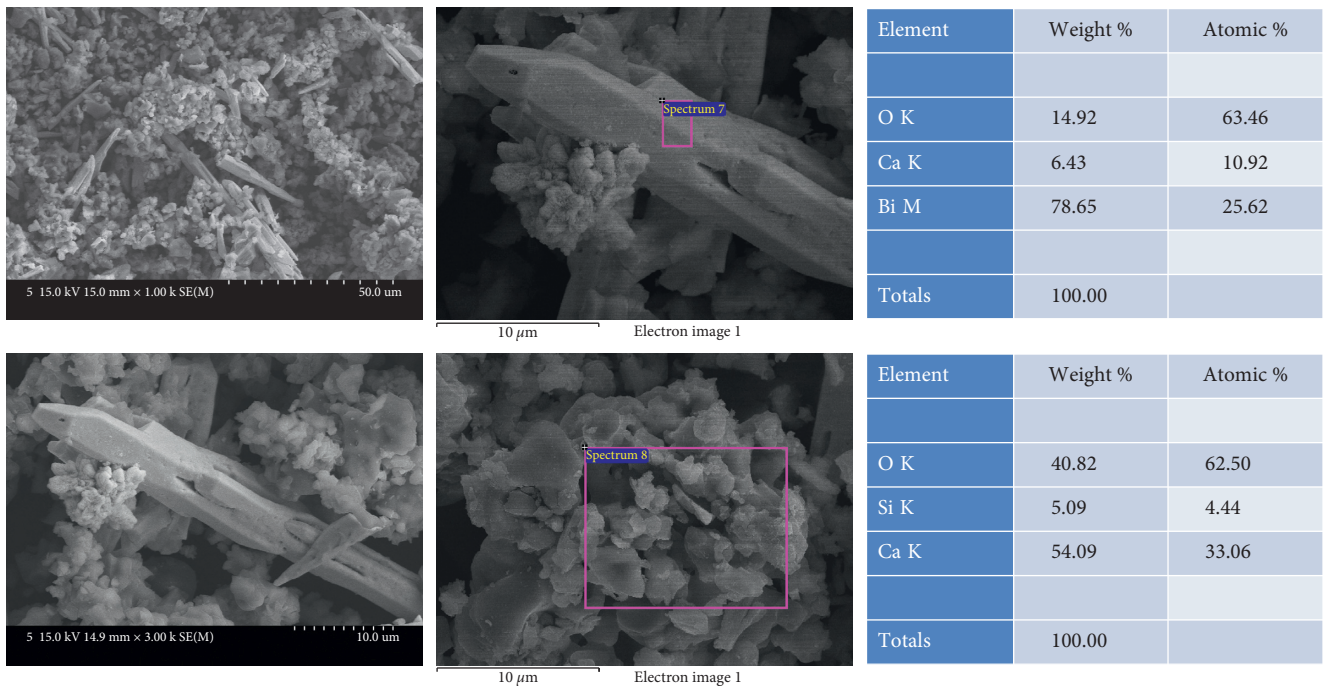 5 15.0 kV 15.0 mm × 1.00 k SE(M) 50.0 um
Spectrum 7
10 µm Electron image 1
Element Weight % Atomic %
O K 14.92 63.46
Ca K 6.43 10.92
Bi M 78.65 25.62
Totals 100.00
5 15.0 kV 14.9 mm × 3.00 k SE(M) 10.0 um
Spectrum 8
10 µm Electron image 1
Element Weight % Atomic %
O K 40.82 62.50
Si K 5.09 4.44
Ca K 54.09 33.06
Totals 100.00